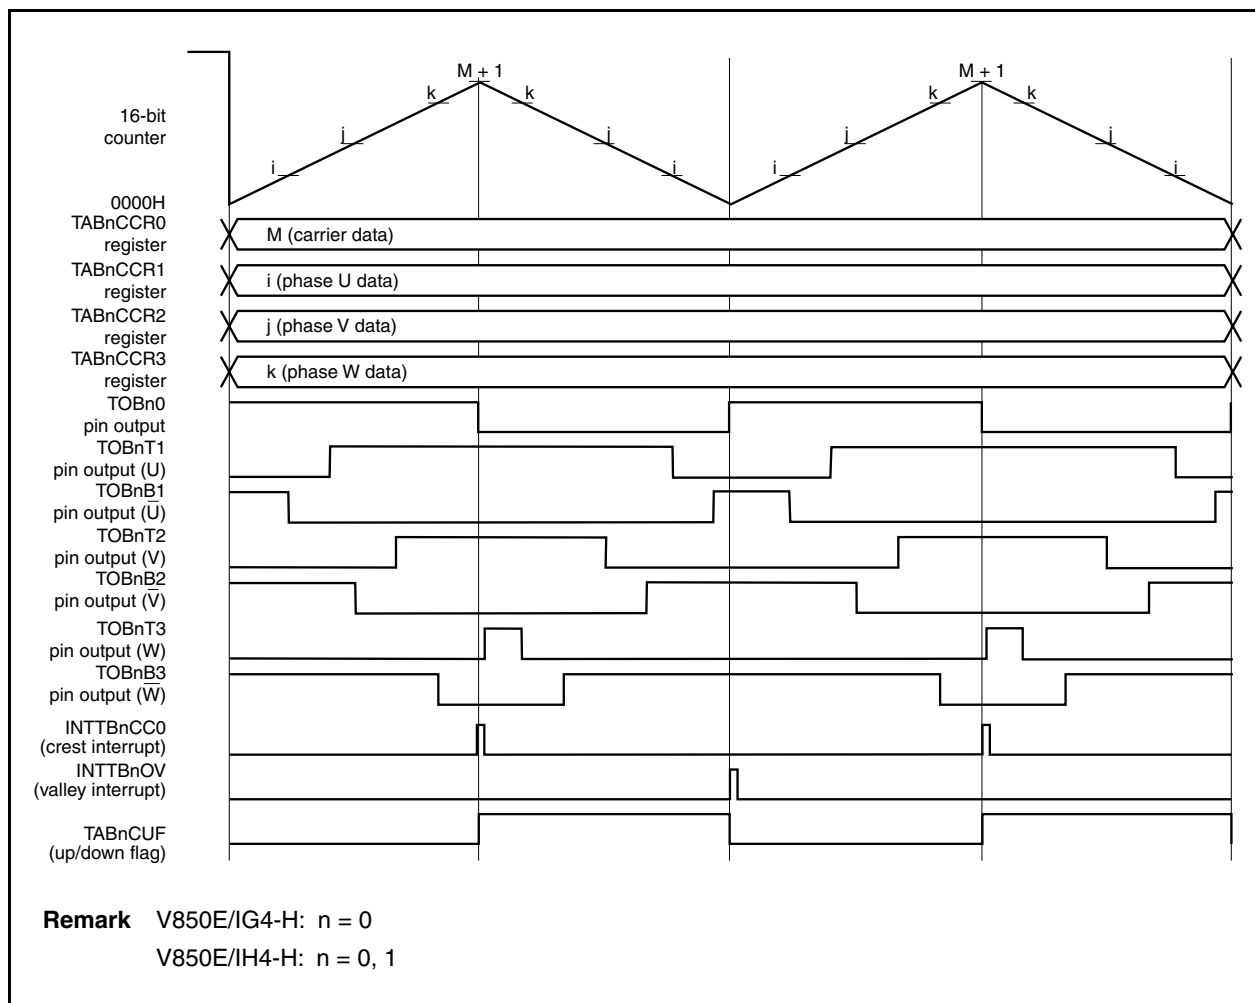 M + 1
M + 1
k
k
k
k
16-bit
counter
j
j
j
j
i
i
i
i
0000H
TABnCCR0
register
M (carrier data)
TABnCCR1
register
i (phase U data)
TABnCCR2
register
j (phase V data)
TABnCCR3
register
k (phase W data)
TOBn0
pin output
TOBnT1
pin output (U)
TOBnB1
pin output (U̅)
TOBnT2
pin output (V)
TOBnB2
pin output (V̅)
TOBnT3
pin output (W)
TOBnB3
pin output (W̅)
INTTBnCC0
(crest interrupt)
INTTBnOV
(valley interrupt)
TABnCUF
(up/down flag)
Remark V850E/IG4-H: n = 0
V850E/IH4-H: n = 0, 1